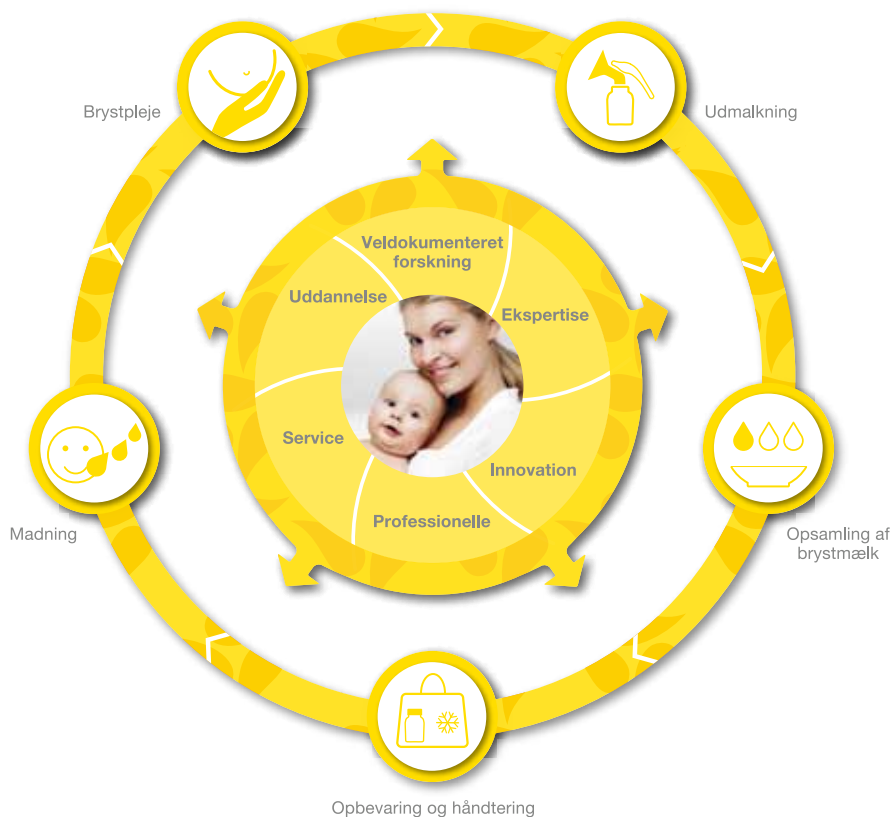 Brystpleje
Udmalkning
Veldokumenteret
forskning
Uddannelse
Ekspertise
Service
Innovation
Professionelle
Madning
Opsamling af
brystmælk
Opbevaring og håndtering